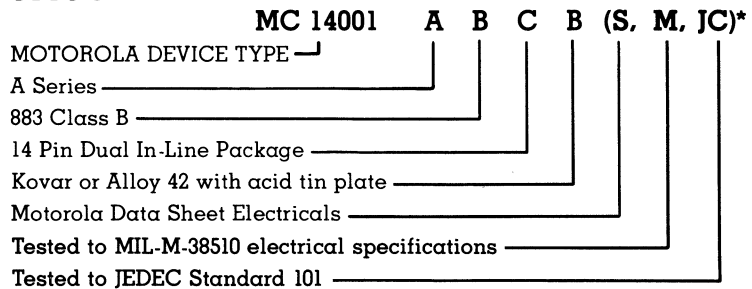 MC 14001 A B C B (S, M, JC)*
MOTOROLA DEVICE TYPE
A Series
883 Class B
14 Pin Dual In-Line Package
Kovar or Alloy 42 with acid tin plate
Motorola Data Sheet Electricals
Tested to MIL-M-38510 electrical specifications
Tested to JEDEC Standard 101